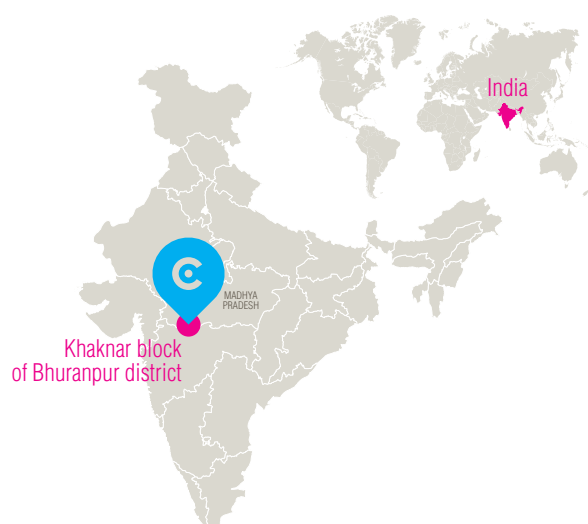 India
MADHYA
PRADESH
Khaknar block
of Bhuranpur district